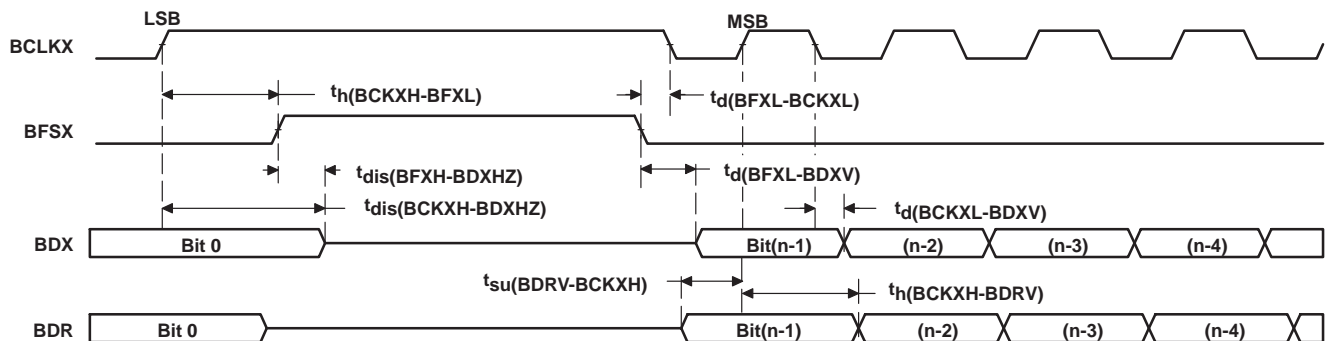 LSB MSB
BCLKX
th(BCKXH-BFXL) td(BFXL-BCKXL)
BFSX
tdis(BFXH-BDXHZ) td(BFXL-BDXV)
tdis(BCKXH-BDXHZ) td(BCKXL-BDXV)
BDX Bit 0 Bit(n-1) (n-2) (n-3) (n-4)
tsu(BDRV-BCKXH) th(BCKXH-BDRV)
BDR Bit 0 Bit(n-1) (n-2) (n-3) (n-4)